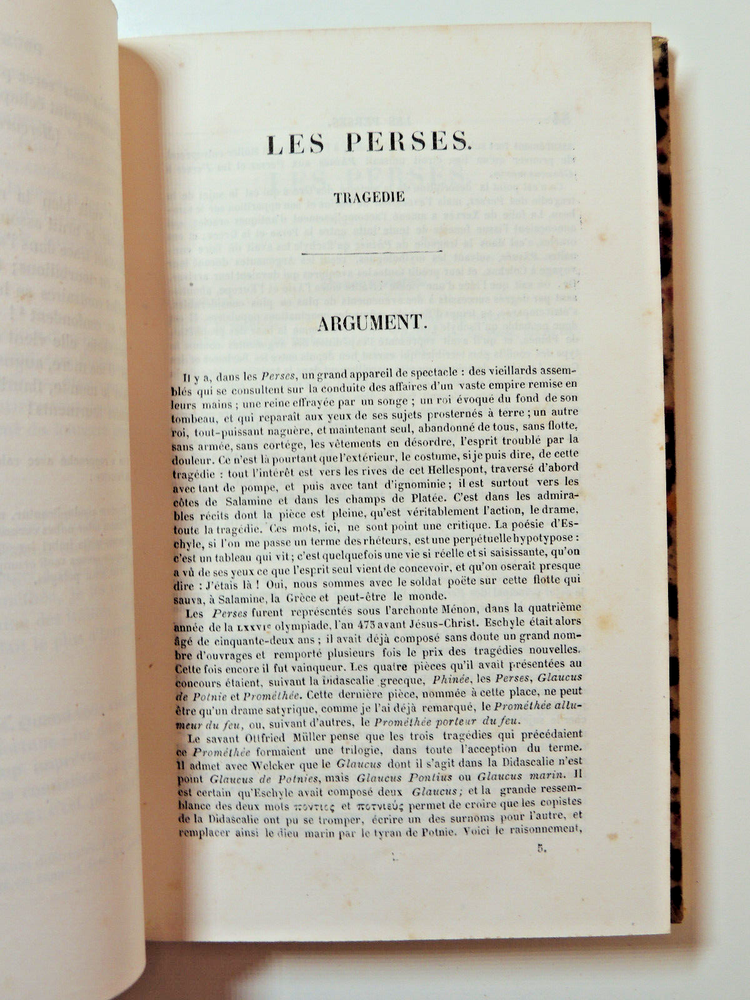 LES PERSES.
TRAGEDIE
ARGUMENT.
Il y a, dans les Perses, un grand appareil de spectacle : des vieillards assem-
blés qui se consultent sur la conduite des affaires d'un vaste empire remise en
leurs mains ; une reine effrayée par un songe ; un roi évoqué du fond de son
tombeau, et qui reparaît aux yeux de ses sujets prosternés à terre ; un autre
roi, tout-puissant naguère, et maintenant seul, abandonné de tous, sans flotte,
sans armée, sans cortége, les vêtements en désordre, l'esprit troublé par la
douleur. Ce n'est là pourtant que l'extérieur, le costume, si je puis dire, de cette
tragédie : tout l'intérêt est vers les rives de cet Hellespont, traversé d'abord
avec tant de pompe, et puis avec tant d'ignominie ; il est surtout vers les
côtes de Salamine et dans les champs de Platée. C'est dans les admira-
bles récits dont la pièce est pleine, qu'est véritablement l'action, le drame,
toute la tragédie. Ces mots, ici, ne sont point une critique. La poésie d'Es-
chyle, si l'on me passe un terme des rhéteurs, est une perpétuelle hypotypose :
c'est un tableau qui vit ; c'est quelquefois une vie si réelle et si saisissante, qu'on
a vû de ses yeux ce que l'esprit seul vient de concevoir, et qu'on oserait presque
dire : J'étais là ! Oui, nous sommes avec le soldat poëte sur cette flotte qui
sauva, à Salamine, la Grèce et peut-être le monde.
Les Perses furent représentés sous l'archonte Ménon, dans la quatrième
année de la LXXVIe olympiade, l'an 473 avant Jésus-Christ. Eschyle était alors
âgé de cinquante-deux ans ; il avait déjà composé sans doute un grand nom-
bre d'ouvrages et remporté plusieurs fois le prix des tragédies nouvelles.
Cette fois encore il fut vainqueur. Les quatre pièces qu'il avait présentées au
concours étaient, suivant la Didascalie grecque, Phinée, les Perses, Glaucus
de Potnie et Prométhée. Cette dernière pièce, nommée à cette place, ne peut
être qu'un drame satyrique, comme je l'ai déjà remarqué, le Prométhée allu-
meur du feu, ou, suivant d'autres, le Prométhée porteur du feu.
Le savant Ottfried Müller pense que les trois tragédies qui précédaient
ce Prométhée formaient une trilogie, dans toute l'acception du terme.
Il admet avec Welcker que le Glaucus dont il s'agit dans la Didascalie n'est
point Glaucus de Potnies, mais Glaucus Pontius ou Glaucus marin. Il
est certain qu'Eschyle avait composé deux Glaucus ; et la grande ressem-
blance des deux mots πόντιος et ποτνιεύς permet de croire que les copistes
de la Didascalie ont pu se tromper, écrire un des surnoms pour l'autre, et
remplacer ainsi le dieu marin par le tyran de Potnie. Voici le raisonnement,
5.